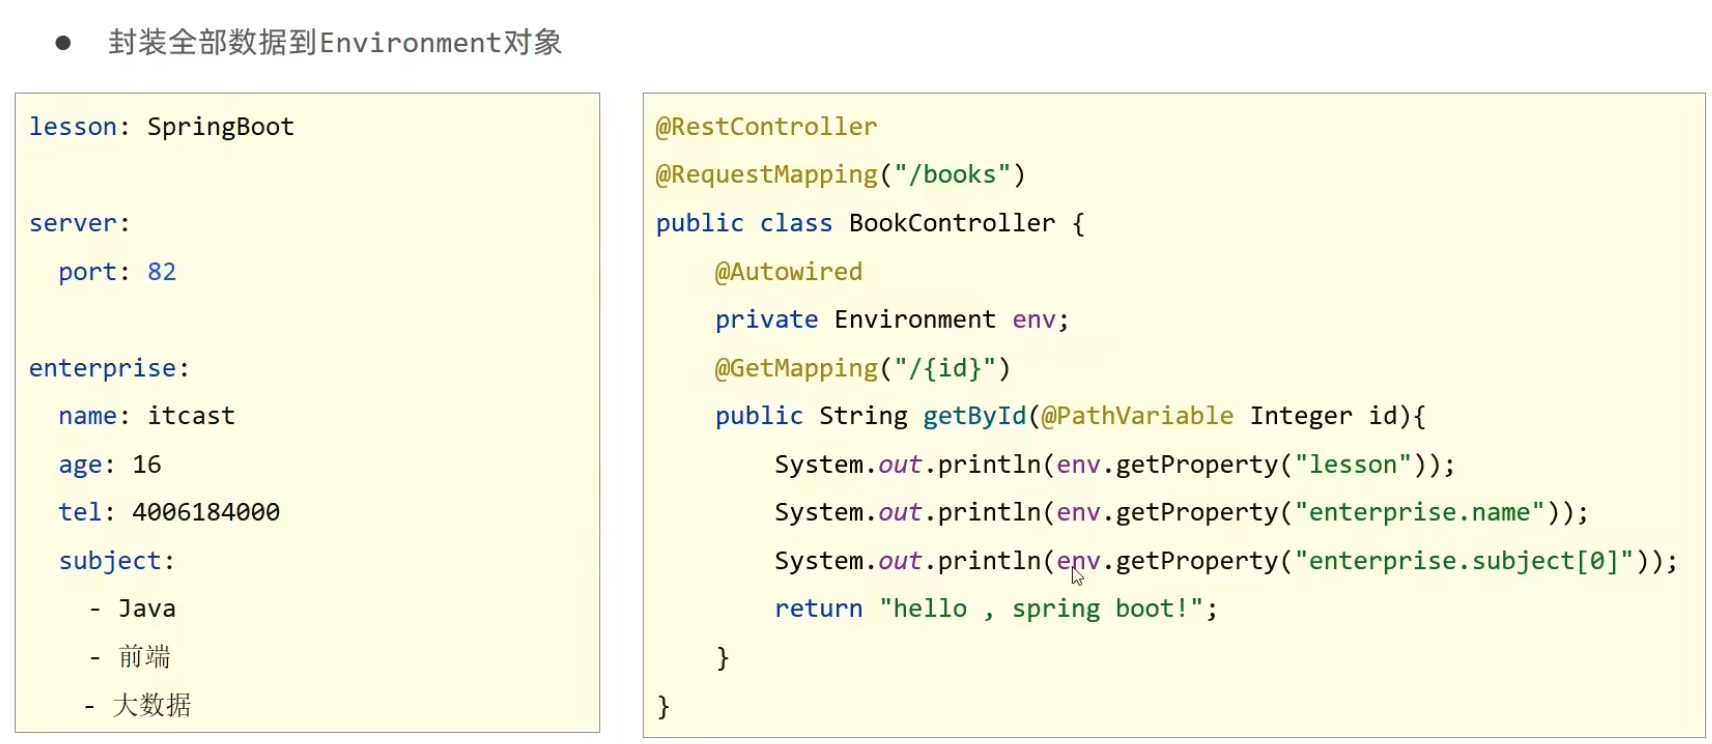 ● 封装全部数据到Environment对象
lesson: SpringBoot
server:
  port: 82
enterprise:
  name: itcast
  age: 16
  tel: 4006184000
  subject:
    - Java
    - 前端
    - 大数据
@RestController
@RequestMapping("/books")
public class BookController {
    @Autowired
    private Environment env;
    @GetMapping("/{id}")
    public String getById(@PathVariable Integer id){
        System.out.println(env.getProperty("lesson"));
        System.out.println(env.getProperty("enterprise.name"));
        System.out.println(env.getProperty("enterprise.subject[0]"));
        return "hello , spring boot!";
    }
}